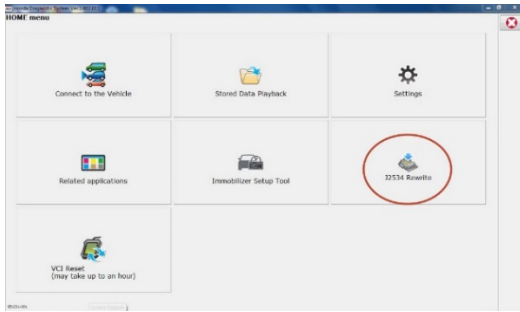 HOME menu
Connect to the Vehicle
Stored Data Playback
Settings
Related applications
Immobilizer Setup Tool
J2534 Rewrite
VCI Reset
(may take up to an hour)